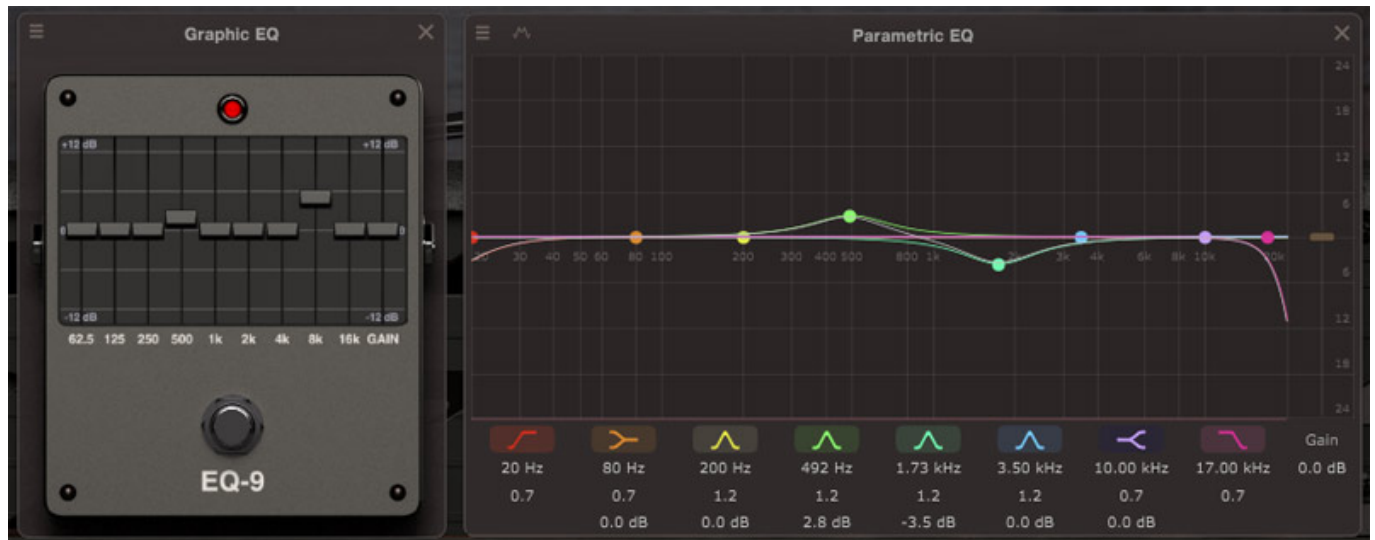 Graphic EQ
+12 dB +12 dB
0 0
-12 dB -12 dB
62.5 125 250 500 1k 2k 4k 8k 16k GAIN
EQ-9
Parametric EQ
24
18
12
6
30 40 50 60 80 100 200 300 400 500 800 1k 3k 4k 6k 8k 10k
6
12
18
24
Gain
20 Hz 80 Hz 200 Hz 492 Hz 1.73 kHz 3.50 kHz 10.00 kHz 17.00 kHz 0.0 dB
0.7 0.7 1.2 1.2 1.2 1.2 0.7 0.7
0.0 dB 0.0 dB 2.8 dB -3.5 dB 0.0 dB 0.0 dB